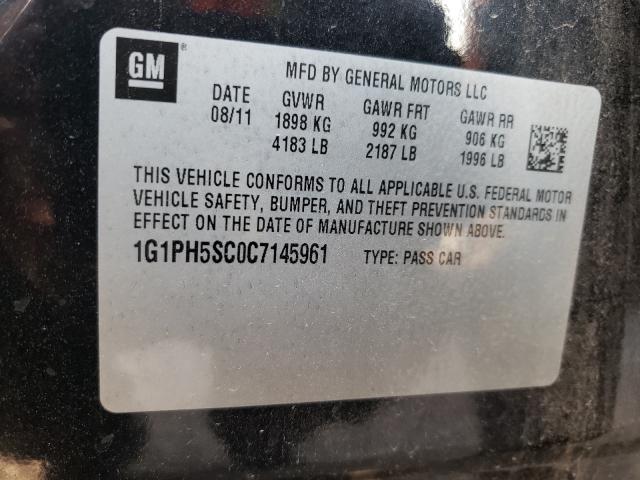 GM ®
MFD BY GENERAL MOTORS LLC
DATE GVWR GAWR FRT GAWR RR
08/11 1898 KG 992 KG 906 KG
4183 LB 2187 LB 1996 LB
THIS VEHICLE CONFORMS TO ALL APPLICABLE U.S. FEDERAL MOTOR
VEHICLE SAFETY, BUMPER, AND THEFT PREVENTION STANDARDS IN
EFFECT ON THE DATE OF MANUFACTURE SHOWN ABOVE.
1G1PH5SC0C7145961 TYPE: PASS CAR